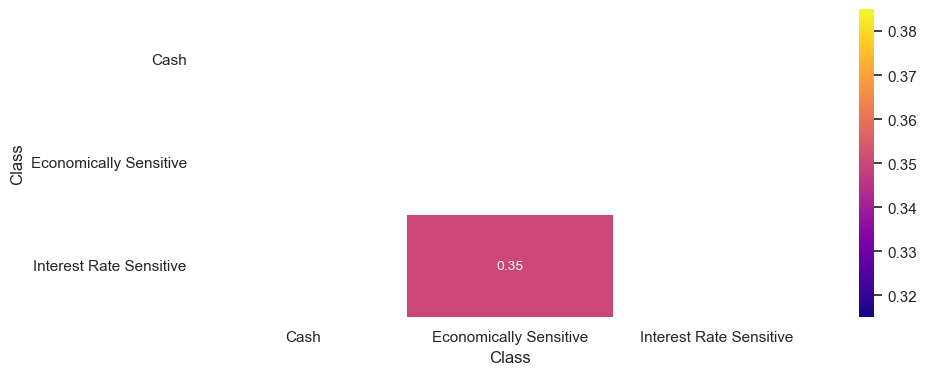 Class
Cash
Economically Sensitive
Interest Rate Sensitive
0.35
Cash
Economically Sensitive
Interest Rate Sensitive
Class
0.38
0.37
0.36
0.35
0.34
0.33
0.32